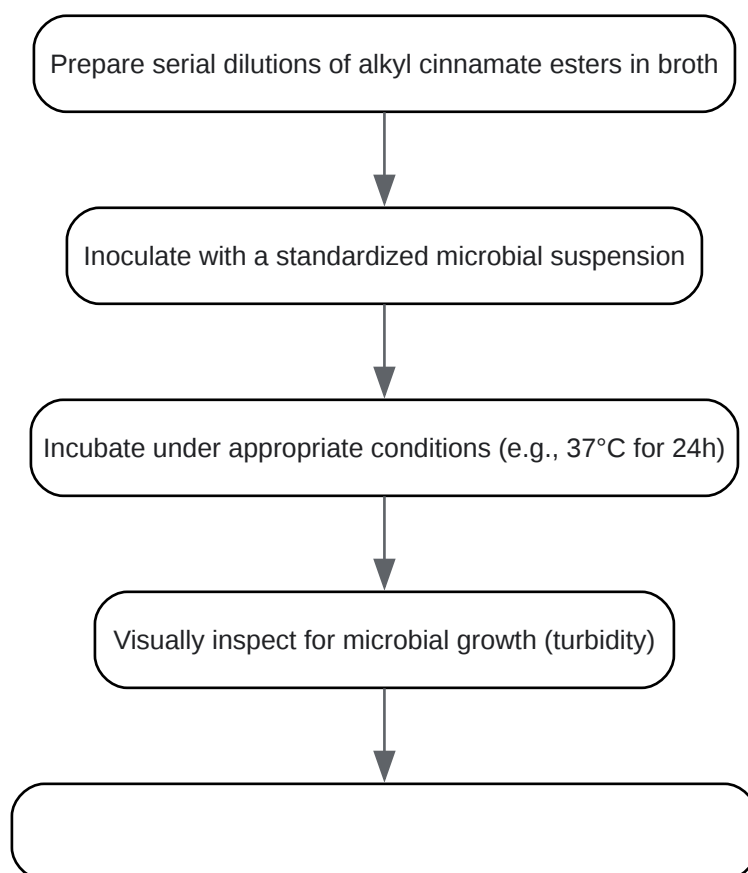 Prepare serial dilutions of alkyl cinnamate esters in broth
Inoculate with a standardized microbial suspension
Incubate under appropriate conditions (e.g., 37°C for 24h)
Visually inspect for microbial growth (turbidity)